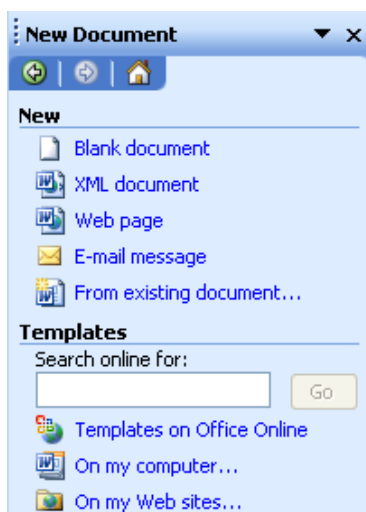 New Document
New
Blank document
XML document
Web page
E-mail message
From existing document...
Templates
Search online for:
Go
Templates on Office Online
On my computer...
On my Web sites...